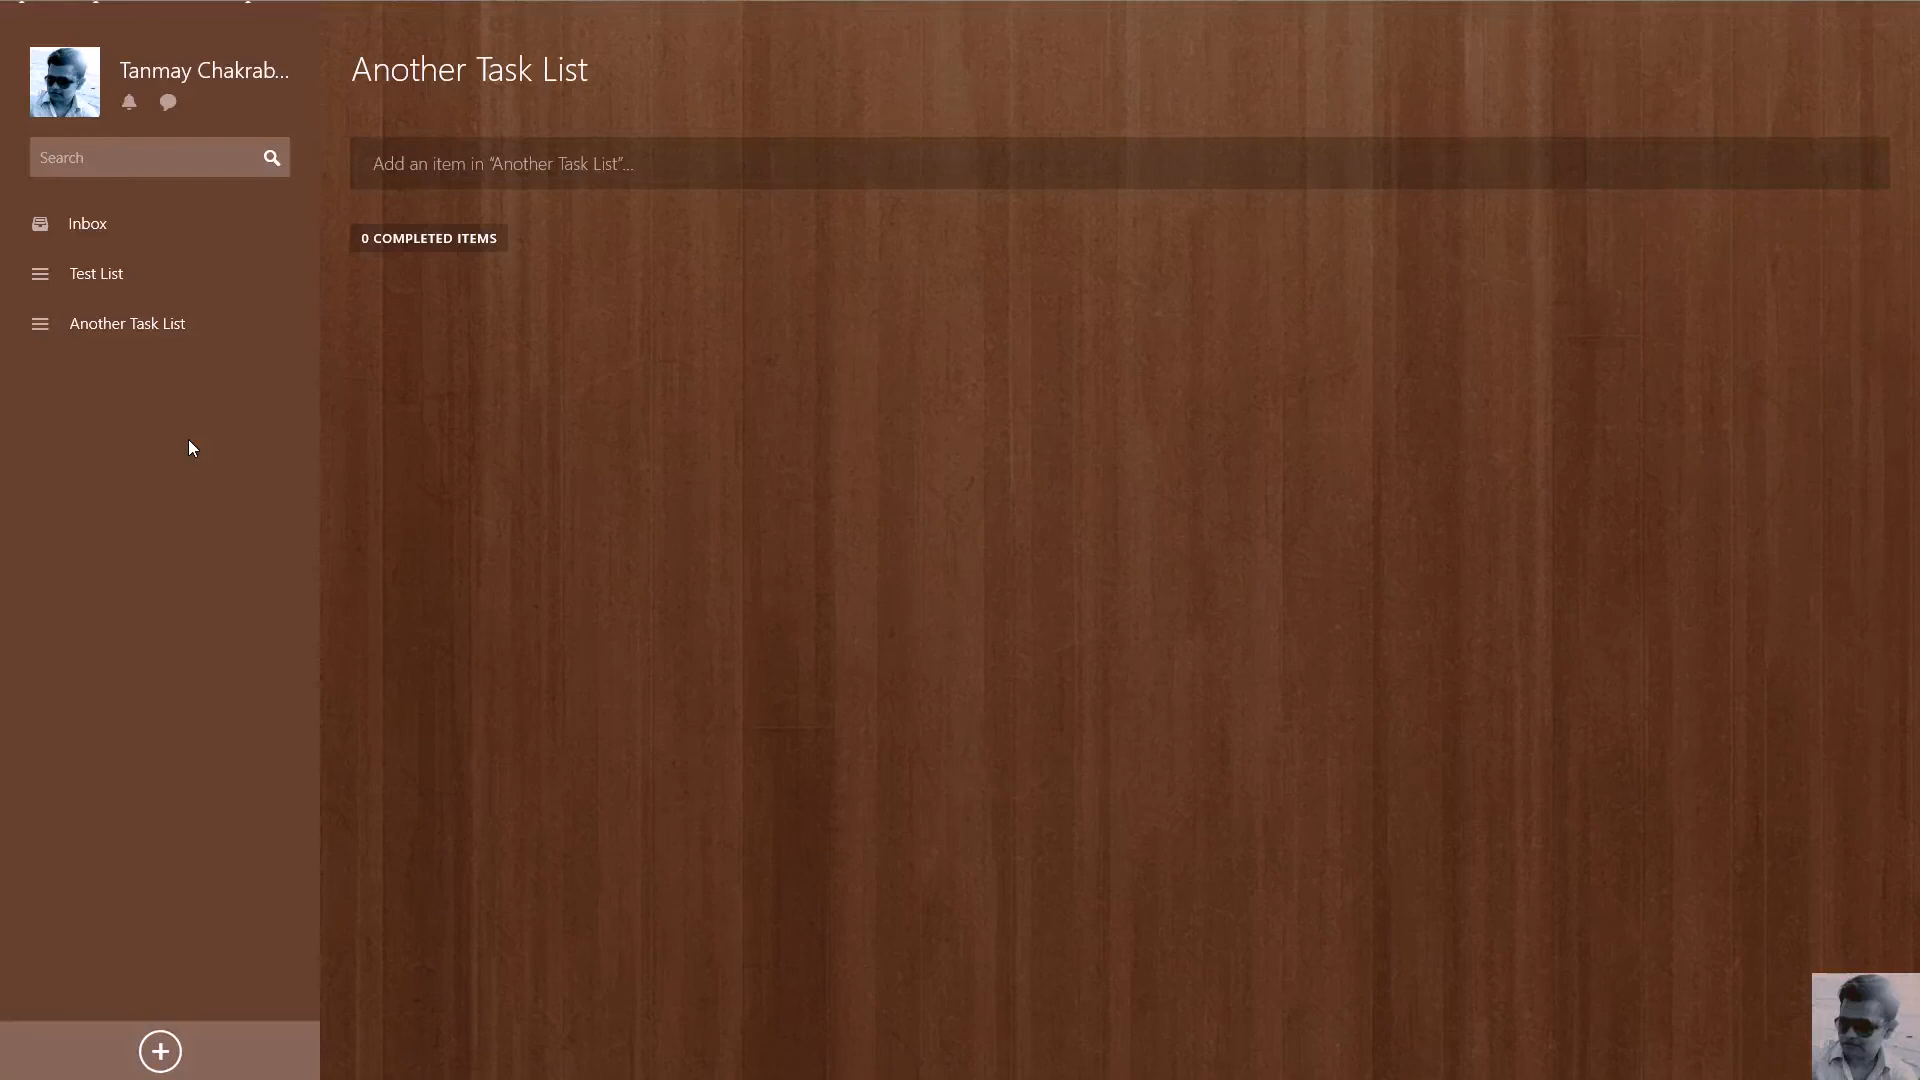 Tanmay Chakrab...
Search
Inbox
Test List
Another Task List
Another Task List
Add an item in “Another Task List”...
0 COMPLETED ITEMS